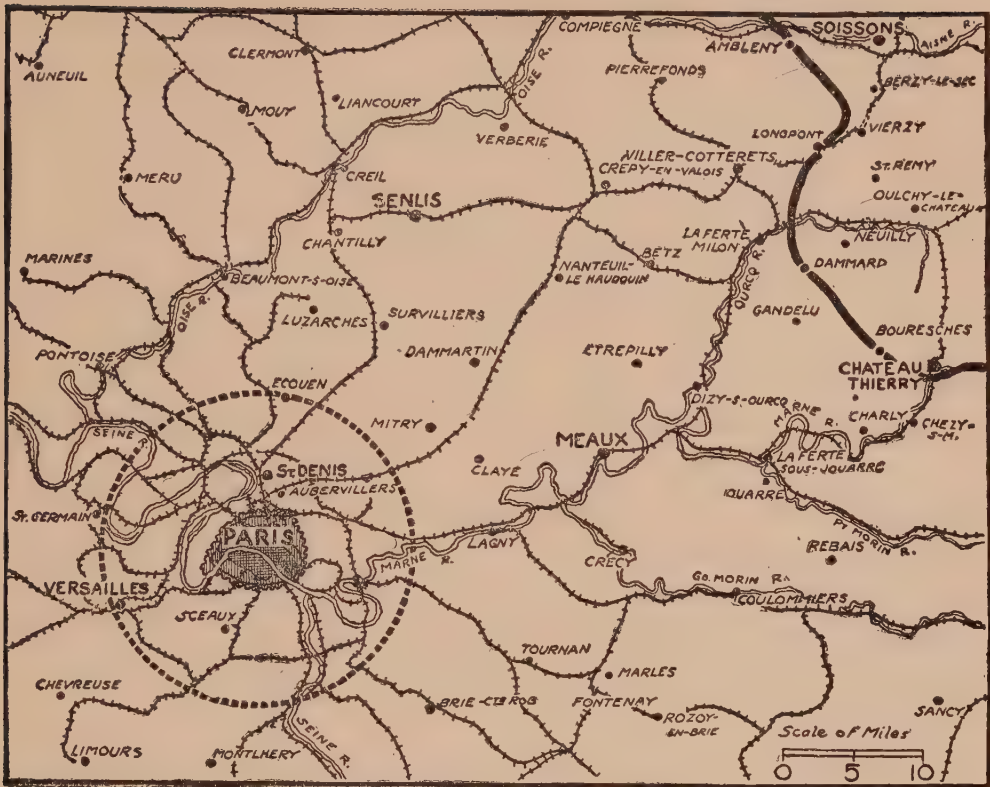 COMPIEGNE
SOISSONS
AISNE R.
CLERMONT
AMBLENY
AUNEUIL
OISE R.
PIERREFONDS
BERZY-LE-SEC
MOUY
LIANCOURT
VERBERIE
LONGPONT
VIERZY
VILLER-COTTERETS
CREPY-EN-VALOIS
ST. REMY
MERU
CREIL
OULCHY-LE-
CHATEAU
SENLIS
CHANTILLY
LA FERTE
MILON
NEUILLY
BETZ
MARINES
BEAUMONT-S-OISE
NANTEUIL-
LE HAUDOUIN
DAMMARD
OURCQ R.
OISE R.
LUZARCHES
SURVILLIERS
GANDELU
BOURESCHES
PONTOISE
DAMMARTIN
ETREPILLY
CHATEAU
THIERRY
ECOUEN
DIZY-S-OURCQ
MITRY
MARNE R.
CHARLY
CHEZY-
S-M.
SEINE R.
MEAUX
LA FERTE
SOUS-JOUARRE
ST. DENIS
CLAYE
AUBERVILLERS
JOUARRE
ST. GERMAIN
PARIS
LAGNY
PT MORIN R.
MARNE R.
CRECY
REBAIS
VERSAILLES
GD. MORIN R.
COULOMMIERS
SCEAUX
TOURNAN
MARLES
CHEVREUSE
BRIE-CTE ROB
FONTENAY
ROZOY-
EN-BRIE
SANCY
SEINE R.
LIMOURS
MONTLHERY
Scale of Miles
0 5 10